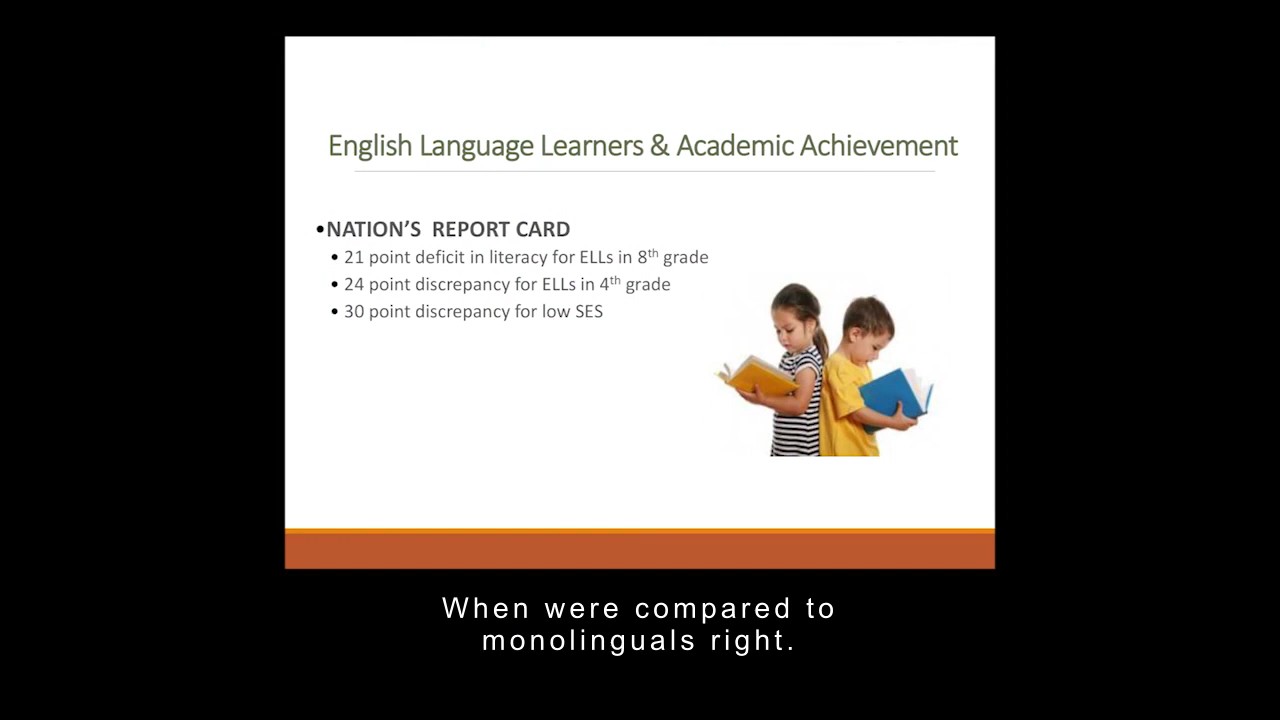 English Language Learners & Academic Achievement
•NATION’S REPORT CARD
• 21 point deficit in literacy for ELLs in 8th grade
• 24 point discrepancy for ELLs in 4th grade
• 30 point discrepancy for low SES
When were compared to
monolinguals right.